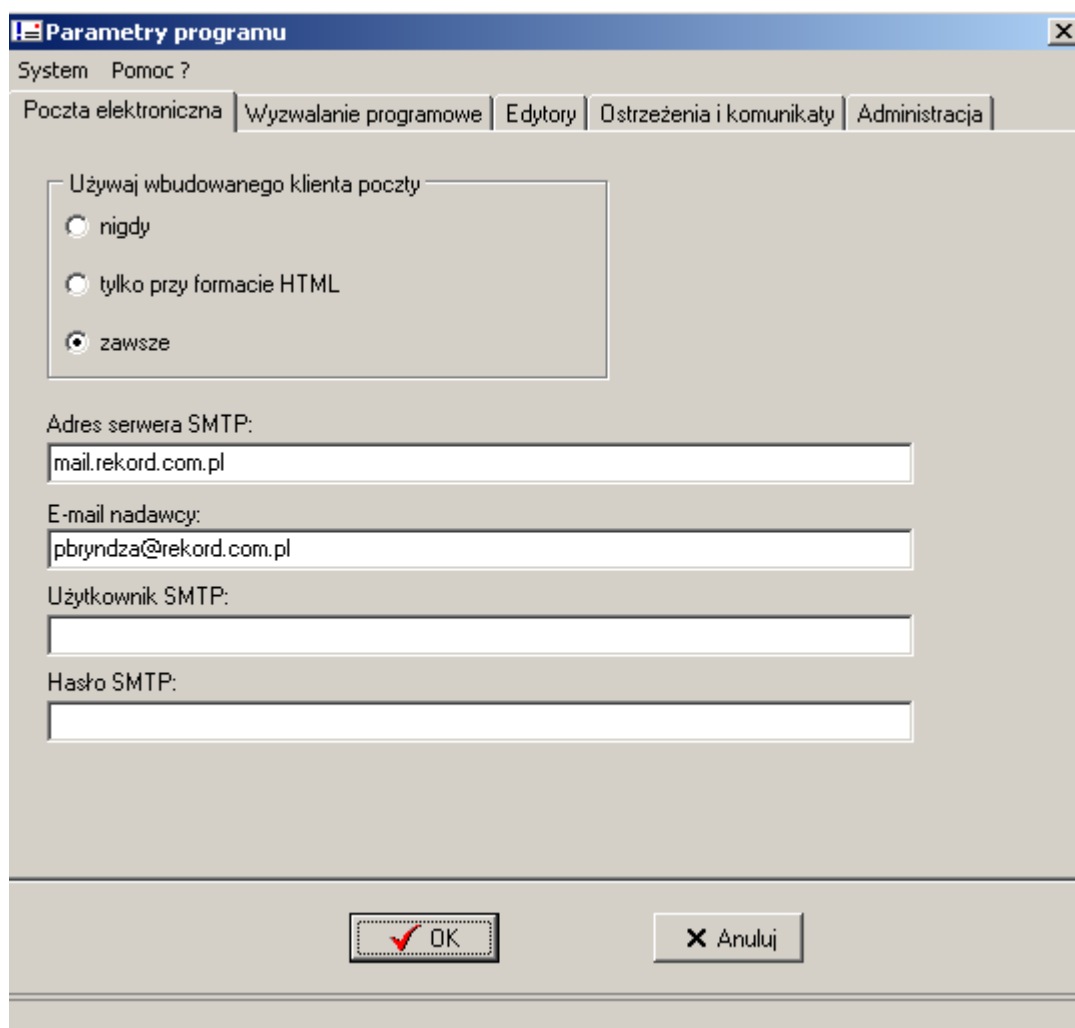 Parametry programu
System Pomoc ?
Poczta elektroniczna Wyzwalanie programowe Edytory Ostrzeżenia i komunikaty Administracja
Używaj wbudowanego klienta poczty
nigdy
tylko przy formacie HTML
zawsze
Adres serwera SMTP:
mail.rekord.com.pl
E-mail nadawcy:
pbryndza@rekord.com.pl
Użytkownik SMTP:
Hasło SMTP:
OK Anuluj